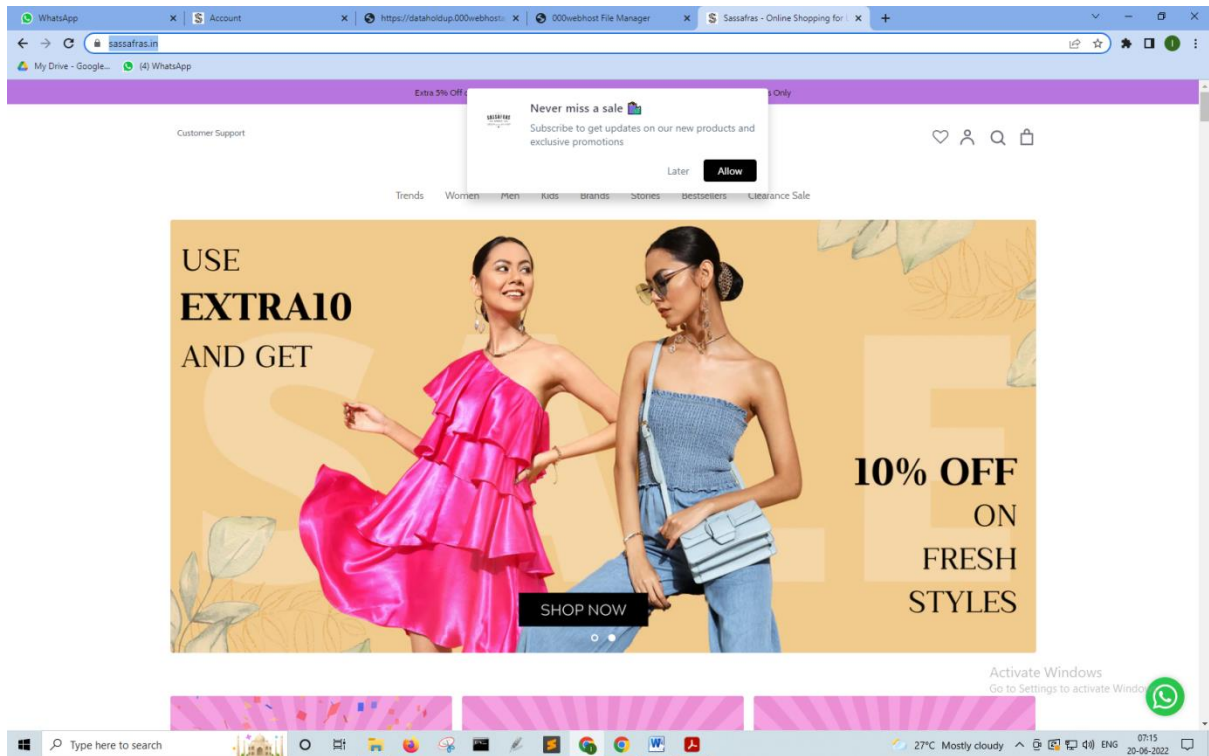 WhatsApp
Account
https://dataholdup.000webhosta
000webhost File Manager
Sassafras - Online Shopping for
sassafras.in
My Drive - Google...
(4) WhatsApp
Extra 5% Off
s Only
Never miss a sale
Subscribe to get updates on our new products and
exclusive promotions
Later
Allow
Customer Support
Trends Women Men Kids Brands Stories Bestsellers Clearance Sale
SALE
USE
EXTRA10
AND GET
10% OFF
ON
FRESH
STYLES
SHOP NOW
Activate Windows
Go to Settings to activate Windo
Type here to search
27°C Mostly cloudy
ENG
07:15
20-06-2022